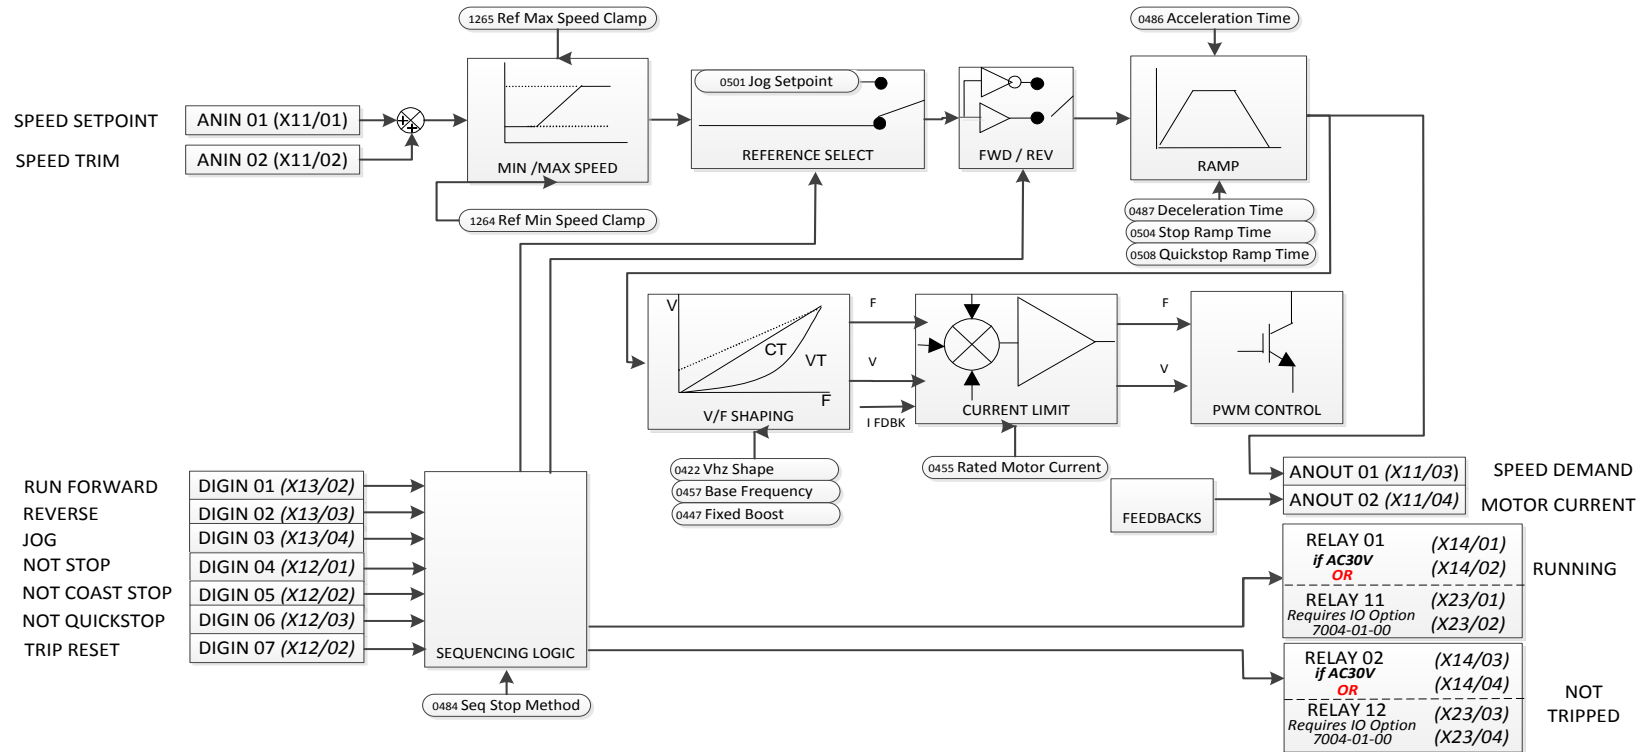 1265 Ref Max Speed Clamp
0486 Acceleration Time
0501 Jog Setpoint
SPEED SETPOINT
ANIN 01 (X11/01)
SPEED TRIM
ANIN 02 (X11/02)
+
+
MIN /MAX SPEED
REFERENCE SELECT
FWD / REV
RAMP
1264 Ref Min Speed Clamp
0487 Deceleration Time
0504 Stop Ramp Time
0508 Quickstop Ramp Time
V
CT
VT
F
V/F SHAPING
F
V
I FDBK
CURRENT LIMIT
F
V
PWM CONTROL
0422 Vhz Shape
0457 Base Frequency
0447 Fixed Boost
0455 Rated Motor Current
FEEDBACKS
ANOUT 01 (X11/03)
SPEED DEMAND
ANOUT 02 (X11/04)
MOTOR CURRENT
RUN FORWARD
DIGIN 01 (X13/02)
REVERSE
DIGIN 02 (X13/03)
JOG
DIGIN 03 (X13/04)
NOT STOP
DIGIN 04 (X12/01)
NOT COAST STOP
DIGIN 05 (X12/02)
NOT QUICKSTOP
DIGIN 06 (X12/03)
TRIP RESET
DIGIN 07 (X12/02)
SEQUENCING LOGIC
0484 Seq Stop Method
RELAY 01 (X14/01)
if AC30V (X14/02)
OR
RUNNING
RELAY 11 (X23/01)
Requires IO Option (X23/02)
7004-01-00
RELAY 02 (X14/03)
if AC30V (X14/04)
OR
NOT
TRIPPED
RELAY 12 (X23/03)
Requires IO Option (X23/04)
7004-01-00